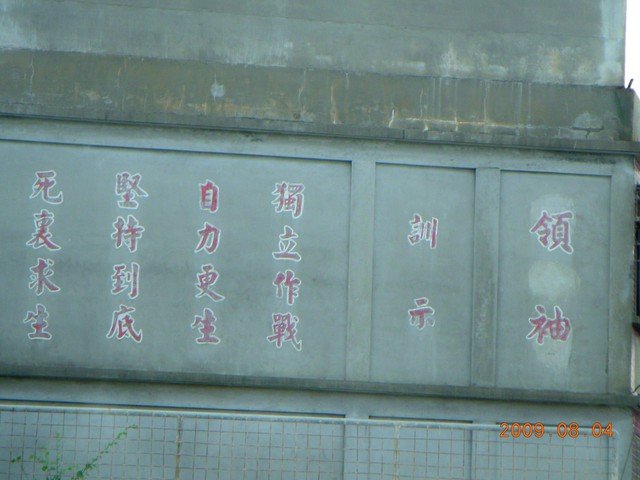 領袖
訓示
獨立作戰
自力更生
堅持到底
死裏求生
2009.08.04